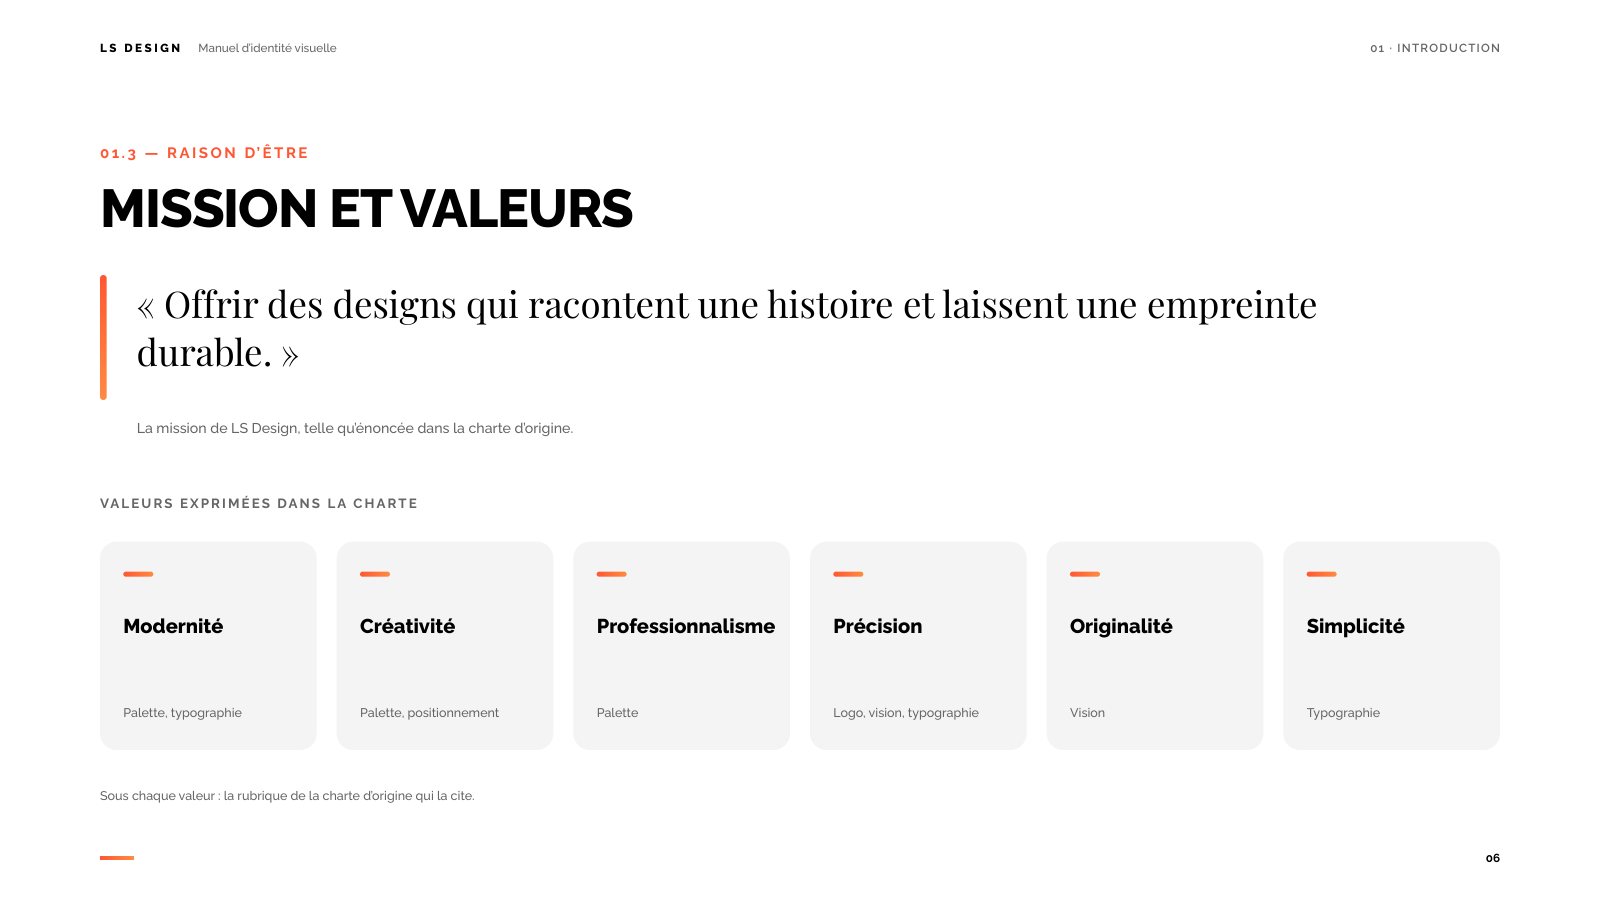 LS DESIGN Manuel d'identité visuelle
01 · INTRODUCTION
01.3 — RAISON D'ÊTRE
MISSION ET VALEURS
« Offrir des designs qui racontent une histoire et laissent une empreinte
durable. »
La mission de LS Design, telle qu'énoncée dans la charte d'origine.
VALEURS EXPRIMÉES DANS LA CHARTE
Modernité
Palette, typographie
Créativité
Palette, positionnement
Professionnalisme
Palette
Précision
Logo, vision, typographie
Originalité
Vision
Simplicité
Typographie
Sous chaque valeur : la rubrique de la charte d'origine qui la cite.
06